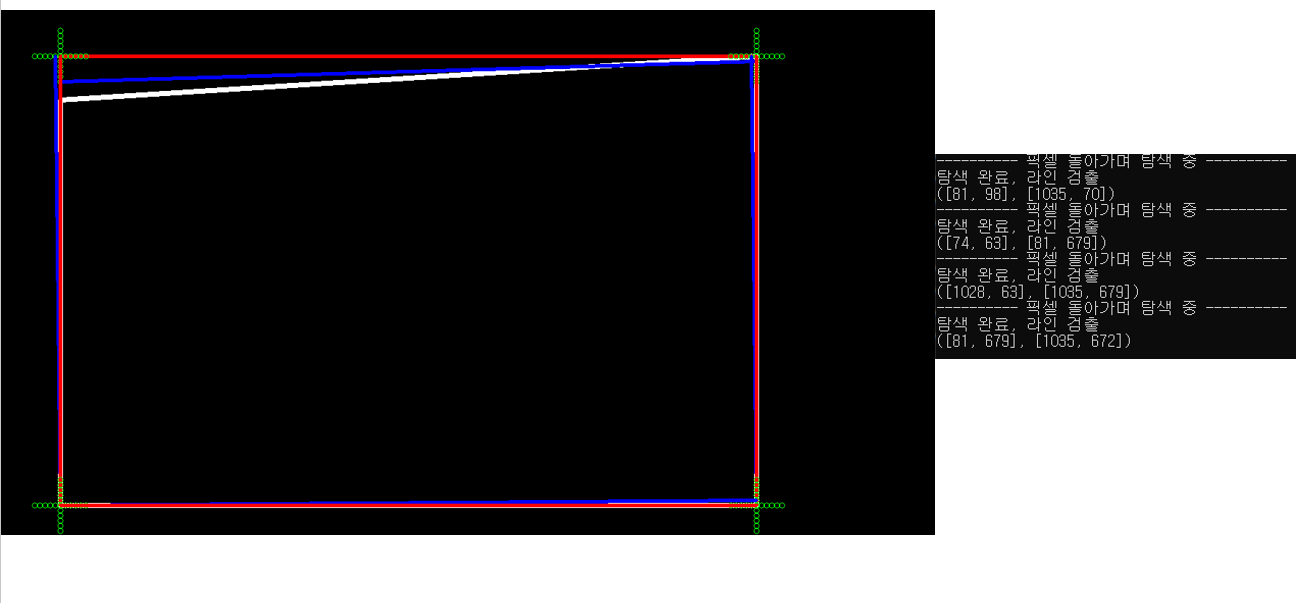 ---------- 픽셀 돌아가며 탐색 중 ----------
탐색 완료, 라인 검출
([81, 98], [1035, 70])
---------- 픽셀 돌아가며 탐색 중 ----------
탐색 완료, 라인 검출
([74, 63], [81, 679])
---------- 픽셀 돌아가며 탐색 중 ----------
탐색 완료, 라인 검출
([1028, 63], [1035, 679])
---------- 픽셀 돌아가며 탐색 중 ----------
탐색 완료, 라인 검출
([81, 679], [1035, 672])